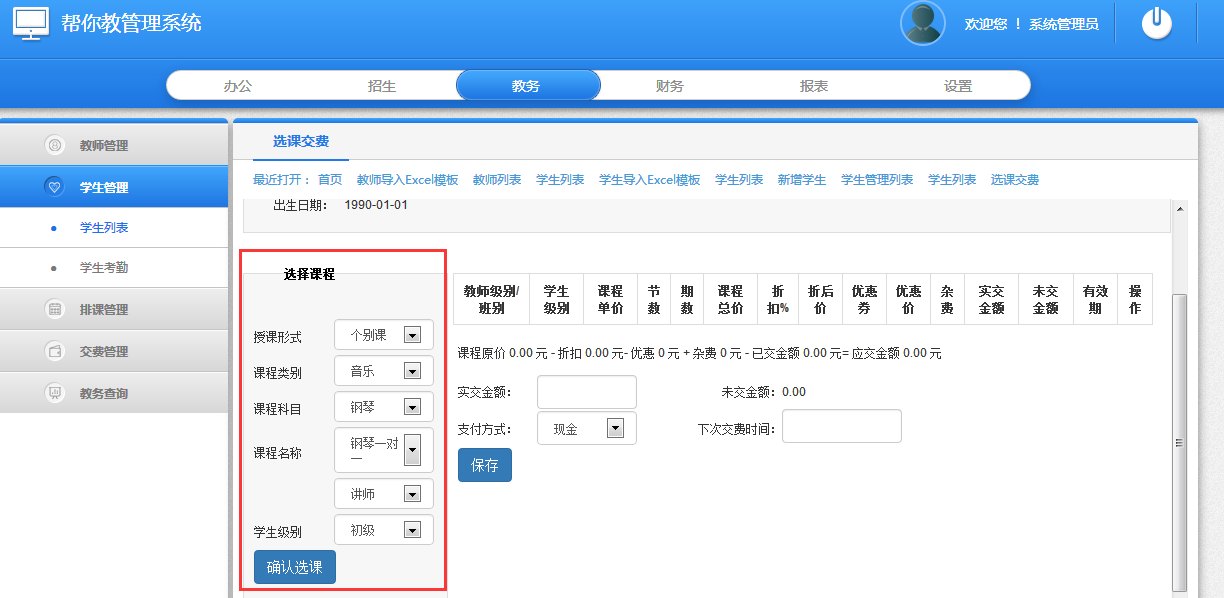 帮你教管理系统
欢迎您 ！ 系统管理员
办公 招生 教务 财务 报表 设置
教师管理
学生管理
学生列表
学生考勤
排课管理
交费管理
教务查询
选课交费
最近打开： 首页 教师导入Excel模板 教师列表 学生列表 学生导入Excel模板 学生列表 新增学生 学生管理列表 学生列表 选课交费
出生日期： 1990-01-01
选择课程
授课形式 个别课
课程类别 音乐
课程科目 钢琴
课程名称 钢琴一对
一
讲师
学生级别 初级
确认选课
教师级别/ 学生 课程 节 期 课程 折 折后 优惠 优惠 杂 实交 未交 有效 操
班别 级别 单价 数 数 总价 扣% 价 券 价 费 金额 金额 期 作
课程原价 0.00 元 - 折扣 0.00 元- 优惠 0 元 + 杂费 0 元 - 已交金额 0.00 元= 应交金额 0.00 元
实交金额： 未交金额： 0.00
支付方式： 现金 下次交费时间：
保存